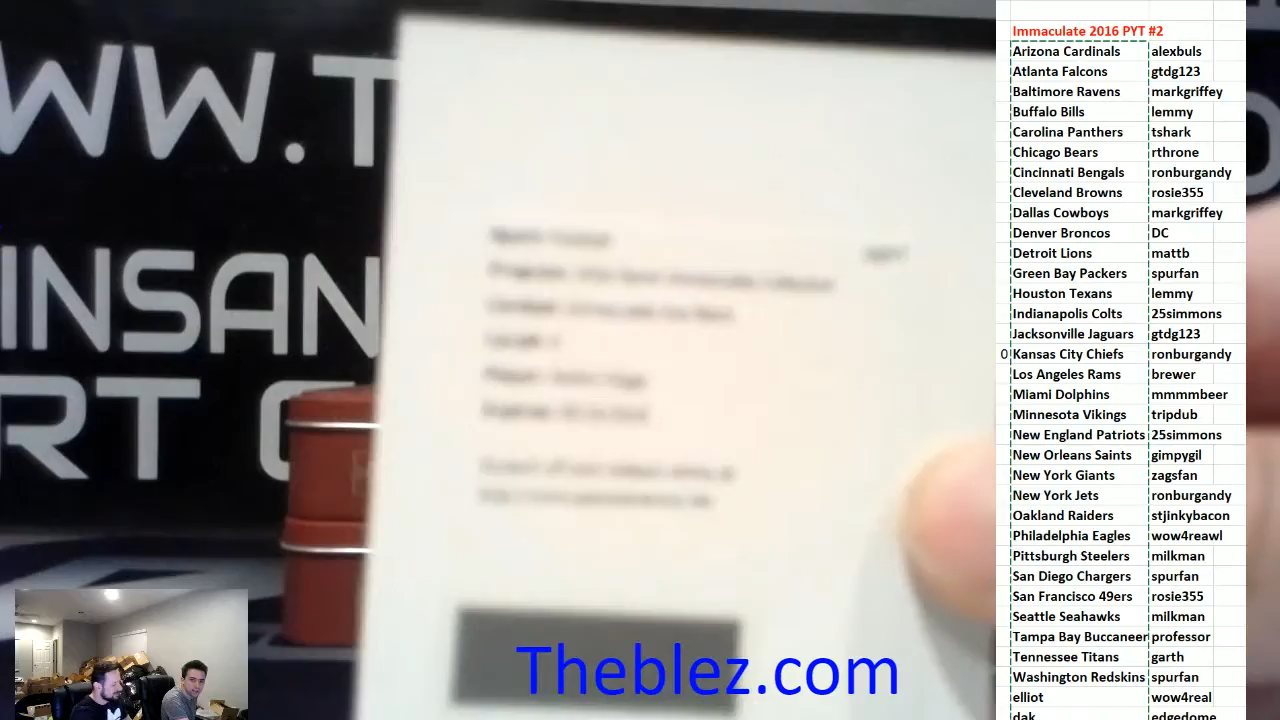 WW.T
INSAN
RT C
Theblez.com
Immaculate 2016 PYT #2
Arizona Cardinals alexbuls
Atlanta Falcons gtdg123
Baltimore Ravens markgriffey
Buffalo Bills lemmy
Carolina Panthers tshark
Chicago Bears rthrone
Cincinnati Bengals ronburgandy
Cleveland Browns rosie355
Dallas Cowboys markgriffey
Denver Broncos DC
Detroit Lions mattb
Green Bay Packers spurfan
Houston Texans lemmy
Indianapolis Colts 25simmons
Jacksonville Jaguars gtdg123
0 Kansas City Chiefs ronburgandy
Los Angeles Rams brewer
Miami Dolphins mmmmbeer
Minnesota Vikings tripdub
New England Patriots 25simmons
New Orleans Saints gimpygil
New York Giants zagsfan
New York Jets ronburgandy
Oakland Raiders stjinkybacon
Philadelphia Eagles wow4reawl
Pittsburgh Steelers milkman
San Diego Chargers spurfan
San Francisco 49ers rosie355
Seattle Seahawks milkman
Tampa Bay Buccaneer professor
Tennessee Titans garth
Washington Redskins spurfan
elliot wow4real
dak edgedome